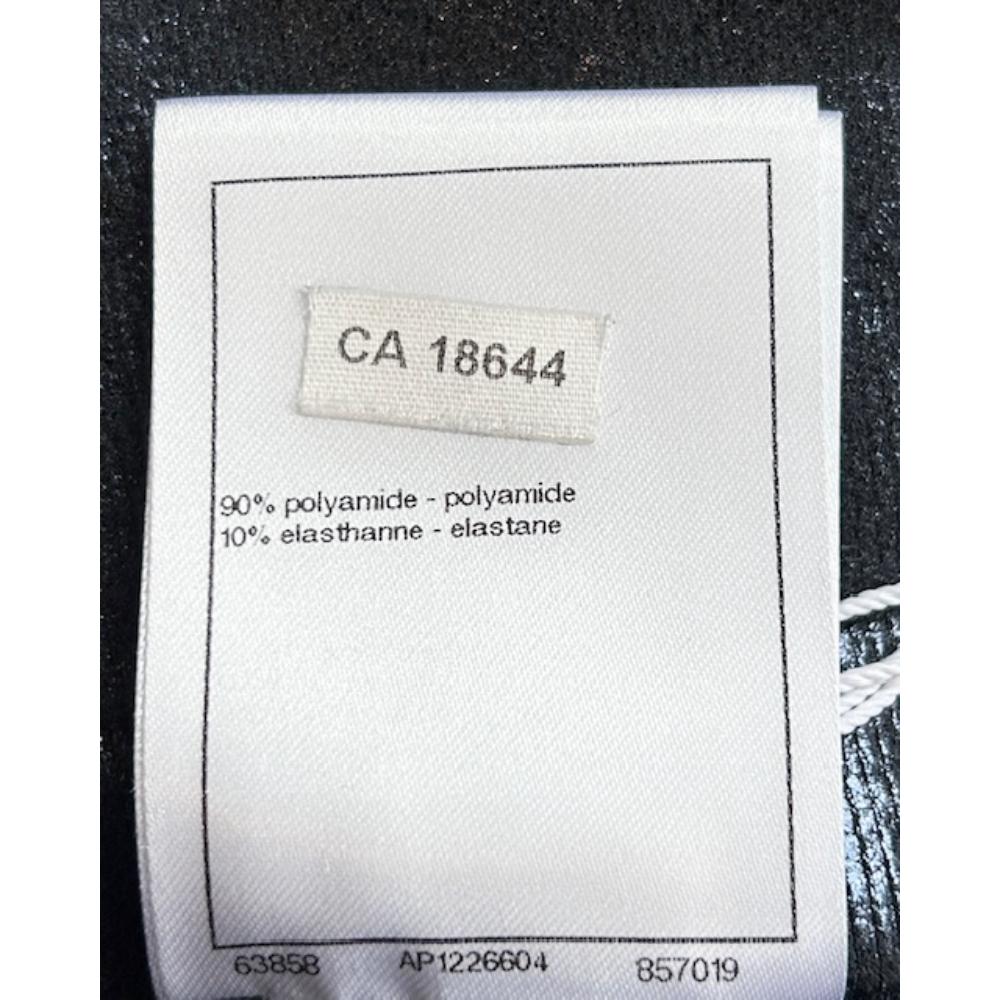 CA 18644
90% polyamide - polyamide
10% elasthanne - elastane
63858 AP1226604 857019